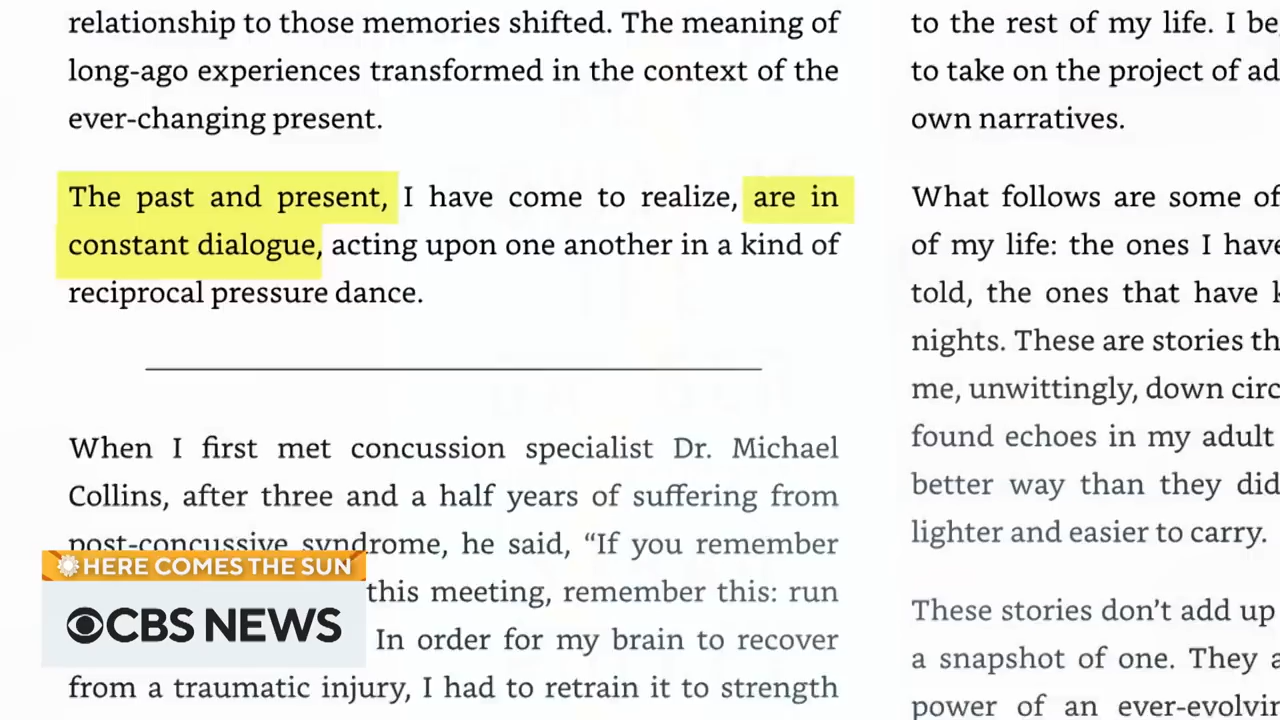 relationship to those memories shifted. The meaning of
long-ago experiences transformed in the context of the
ever-changing present.
The past and present, I have come to realize, are in
constant dialogue, acting upon one another in a kind of
reciprocal pressure dance.
When I first met concussion specialist Dr. Michael
Collins, after three and a half years of suffering from
post-concussive syndrome, he said, “If you remember
this meeting, remember this: run
In order for my brain to recover
from a traumatic injury, I had to retrain it to strength
to the rest of my life. I
to take on the project of
own narratives.
What follows are some of
of my life: the ones I have
told, the ones that have
nights. These are stories
me, unwittingly, down
found echoes in my adult
better way than they did
lighter and easier to carry.
These stories don’t add up
a snapshot of one. They
power of an
HERE COMES THE SUN
CBS NEWS